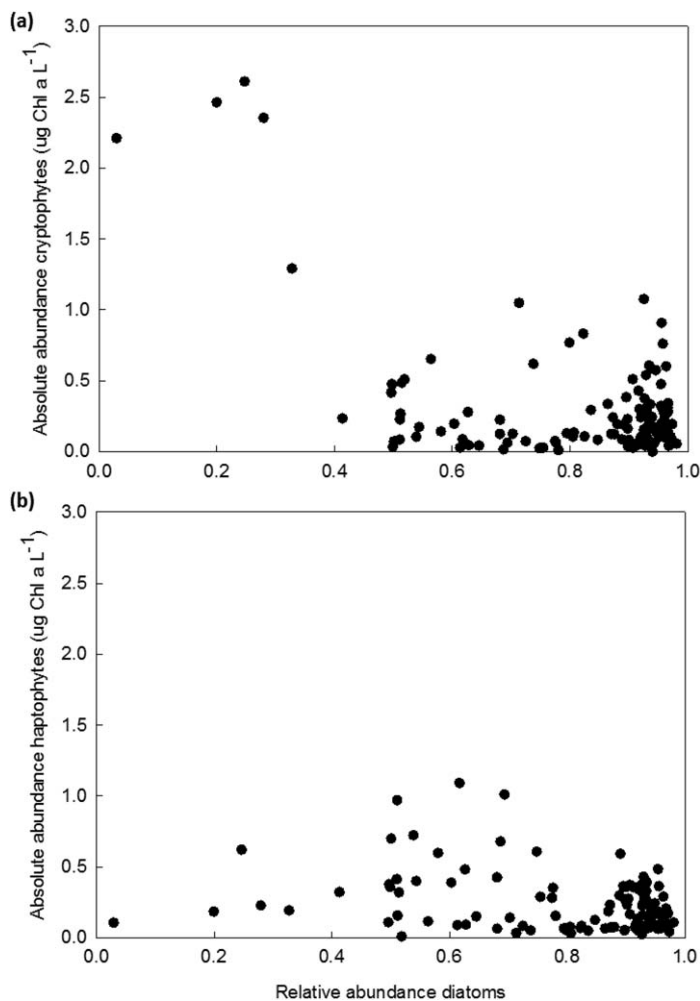 (a)
3.0
2.5
2.0
1.5
1.0
0.5
0.0
Absolute abundance cryptophytes (ug Chl a L-1)
0.0 0.2 0.4 0.6 0.8 1.0
(b)
3.0
2.5
2.0
1.5
1.0
0.5
0.0
Absolute abundance haptophytes (ug Chl a L-1)
0.0 0.2 0.4 0.6 0.8 1.0
Relative abundance diatoms